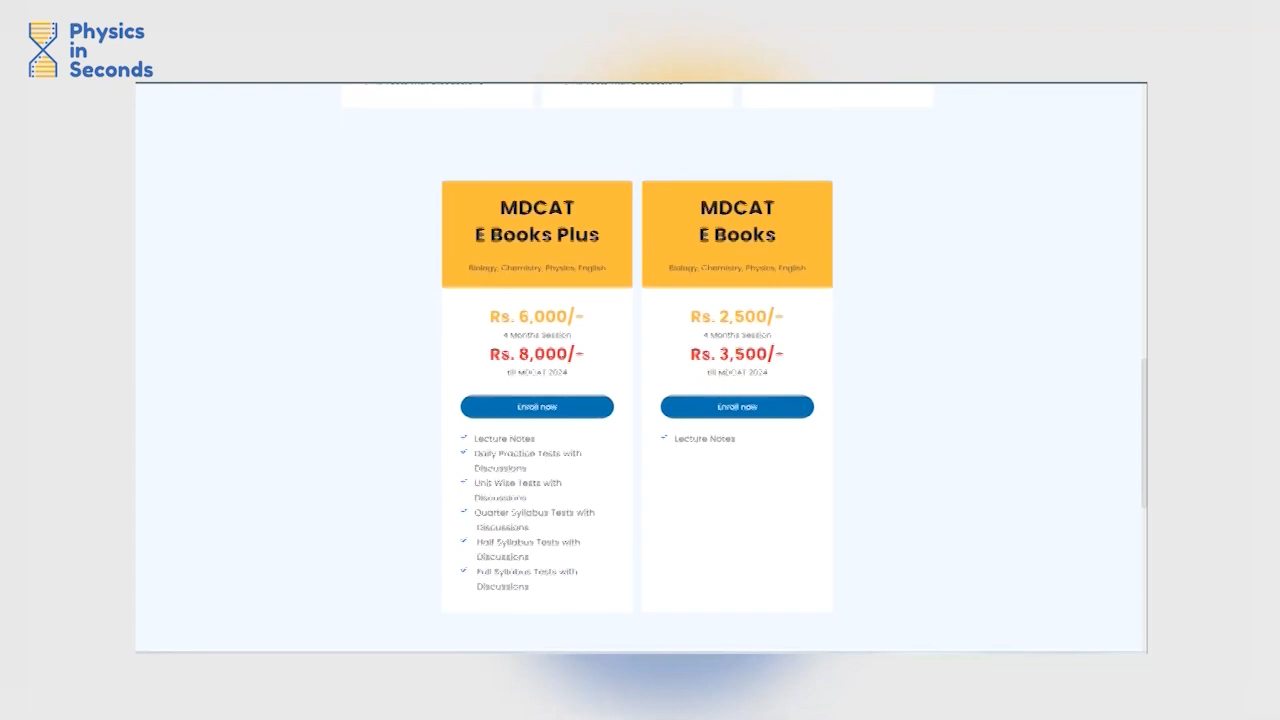 Physics
in
Seconds
MDCAT
E Books Plus
Biology, Chemistry, Physics, English
Rs. 6,000/-
4 Months Session
Rs. 8,000/-
till MDCAT 2024
Enroll now
Lecture Notes
Daily Practice Tests with
Discussions
Unit Wise Tests with
Discussions
Quarter Syllabus Tests with
Discussions
Half Syllabus Tests with
Discussions
Full Syllabus Tests with
Discussions
MDCAT
E Books
Biology, Chemistry, Physics, English
Rs. 2,500/-
4 Months Session
Rs. 3,500/-
till MDCAT 2024
Enroll now
Lecture Notes